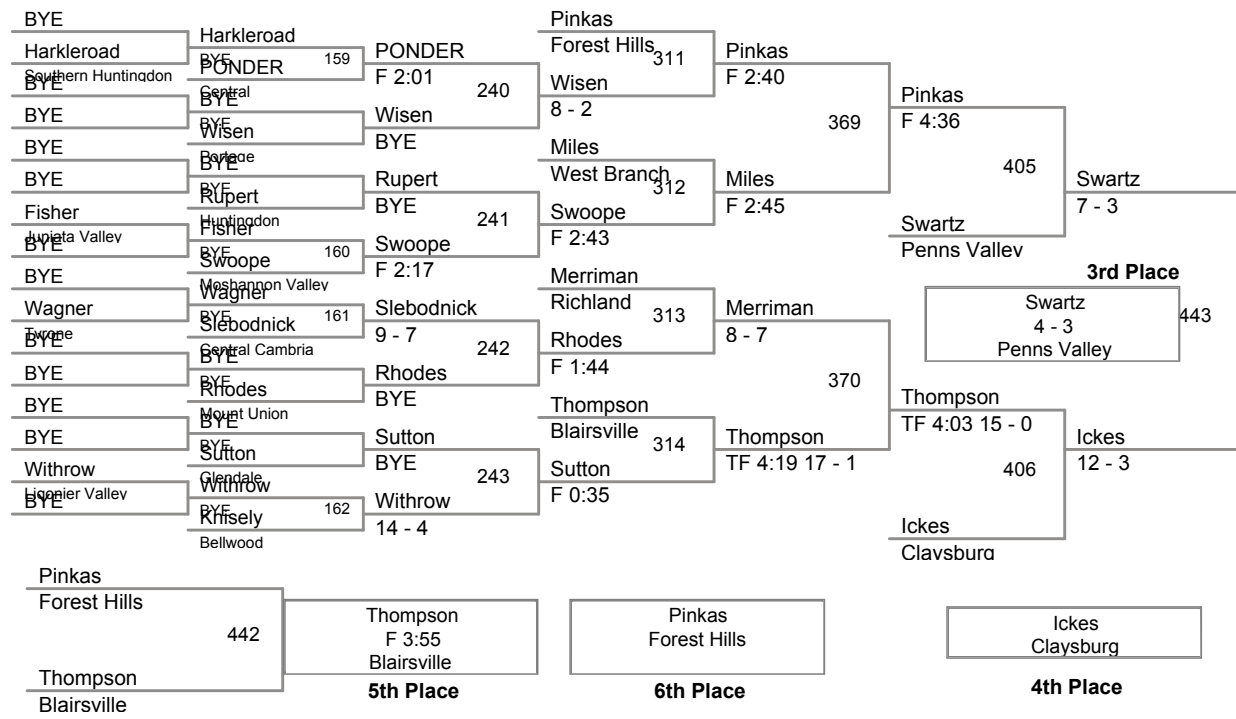 BYE
Harkleroad
Southern Huntingdon
BYE
BYE
BYE
BYE
Fisher
Juniata Valley
BYE
BYE
Wagner
Tyrone
BYE
BYE
BYE
BYE
Withrow
Ligonier Valley
BYE
Harkleroad
BYE
159
PONDER
Central
BYE
BYE
Wisen
Portage
BYE
BYE
Rupert
Huntingdon
Fisher
BYE
160
Swoope
Moshannon Valley
Wagner
BYE
161
Slebodnick
Central Cambria
BYE
BYE
Rhodes
Mount Union
BYE
BYE
Sutton
Glendale
Withrow
BYE
162
Knisely
Bellwood
PONDER
F 2:01
240
Wisen
BYE
Rupert
BYE
241
Swoope
F 2:17
Slebodnick
9 - 7
242
Rhodes
BYE
Sutton
BYE
243
Withrow
14 - 4
Pinkas
Forest Hills
311
Wisen
8 - 2
Miles
West Branch
312
Swoope
F 2:43
Merriman
Richland
313
Rhodes
F 1:44
Thompson
Blairsville
314
Sutton
F 0:35
Pinkas
F 2:40
369
Miles
F 2:45
Merriman
8 - 7
370
Thompson
TF 4:19 17 - 1
Pinkas
F 4:36
405
Swartz
Penns Valley
Thompson
TF 4:03 15 - 0
406
Ickes
Claysburg
Swartz
7 - 3
3rd Place
Swartz
4 - 3
Penns Valley
443
Ickes
12 - 3
Pinkas
Forest Hills
442
Thompson
Blairsville
Thompson
F 3:55
Blairsville
5th Place
Pinkas
Forest Hills
6th Place
Ickes
Claysburg
4th Place